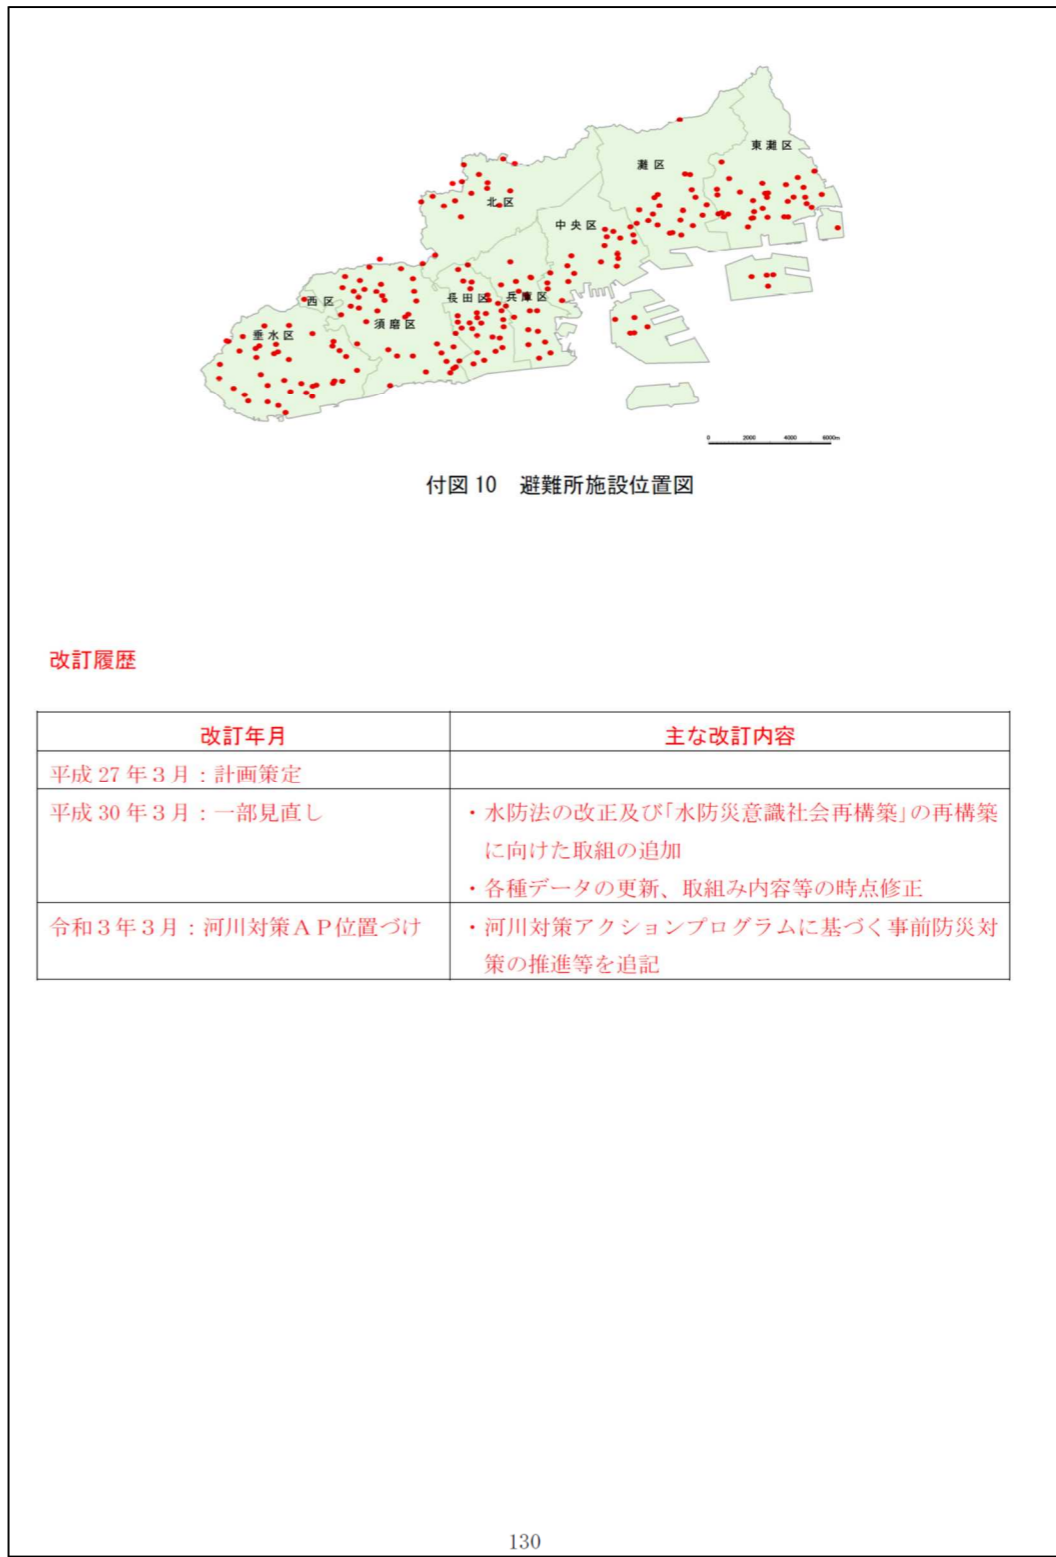 東灘区
灘区
北区
中央区
西区
長田区
兵庫区
須磨区
垂水区
0 2000 4000 6000m
付図 10 避難所施設位置図
改訂履歴
改訂年月 主な改訂内容
平成 27 年３月：計画策定
平成 30 年３月：一部見直し ・水防法の改正及び「水防災意識社会再構築」の再構築
に向けた取組の追加
・各種データの更新、取組み内容等の時点修正
令和３年３月：河川対策ＡＰ位置づけ ・河川対策アクションプログラムに基づく事前防災対
策の推進等を追記
130